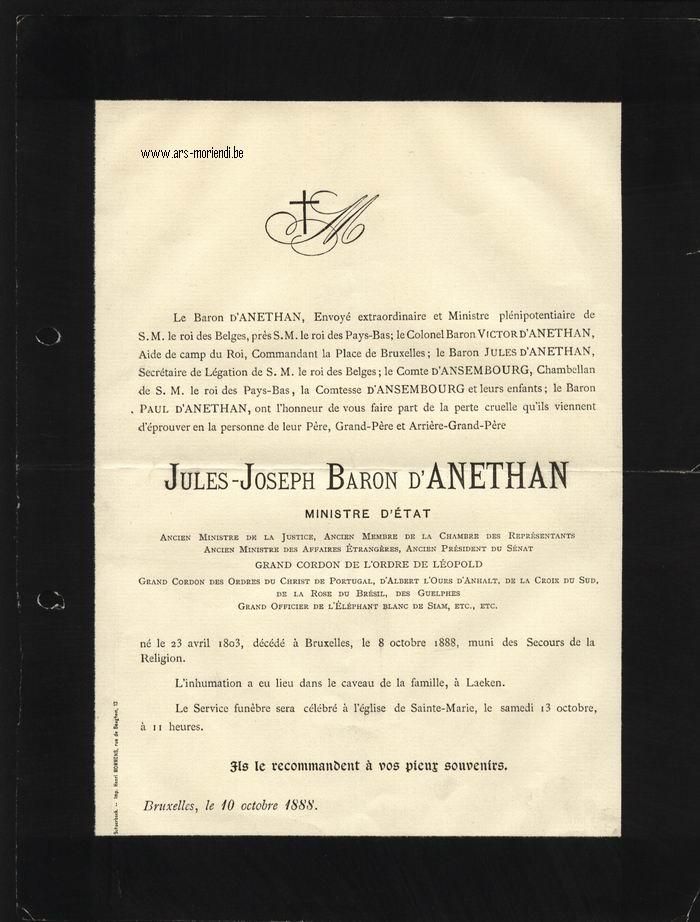 www.ars-moriendi.be
M
Le Baron D'ANETHAN, Envoyé extraordinaire et Ministre plénipotentiaire de
S.M. le roi des Belges, près S.M. le roi des Pays-Bas; le Colonel Baron VICTOR D'ANETHAN,
Aide de camp du Roi, Commandant la Place de Bruxelles; le Baron JULES D'ANETHAN,
Secrétaire de Légation de S. M. le roi des Belges; le Comte D'ANSEMBOURG, Chambellan
de S. M. le roi des Pays-Bas, la Comtesse D'ANSEMBOURG et leurs enfants; le Baron
PAUL D'ANETHAN, ont l'honneur de vous faire part de la perte cruelle qu'ils viennent
d'éprouver en la personne de leur Père, Grand-Père et Arrière-Grand-Père
JULES-JOSEPH BARON D'ANETHAN
MINISTRE D'ÉTAT
ANCIEN MINISTRE DE LA JUSTICE, ANCIEN MEMBRE DE LA CHAMBRE DES REPRÉSENTANTS
ANCIEN MINISTRE DES AFFAIRES ÉTRANGÈRES, ANCIEN PRÉSIDENT DU SÉNAT
GRAND CORDON DE L'ORDRE DE LÉOPOLD
GRAND CORDON DES ORDRES DU CHRIST DE PORTUGAL, D'ALBERT L'OURS D'ANHALT, DE LA CROIX DU SUD,
DE LA ROSE DU BRÉSIL, DES GUELPHES
GRAND OFFICIER DE L'ÉLÉPHANT BLANC DE SIAM, ETC., ETC.
né le 23 avril 1803, décédé à Bruxelles, le 8 octobre 1888, muni des Secours de la
Religion.
L'inhumation a eu lieu dans le caveau de la famille, à Laeken.
Le Service funèbre sera célébré à l'église de Sainte-Marie, le samedi 13 octobre,
à 11 heures.
Ils le recommandent à vos pieux souvenirs.
Bruxelles, le 10 octobre 1888.
Schaerbeek. — Imp. Henri MOMMENS, rue de Beughem, 13